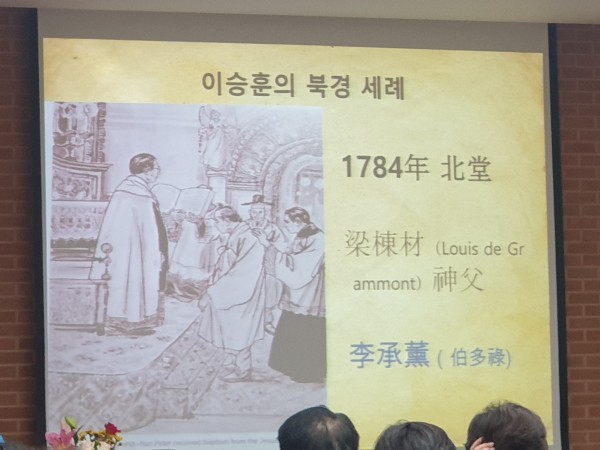 이승훈의 북경 세례
1784年 北堂
梁棟材 (Louis de Gr
ammont) 神父
李承薰 ( 伯多祿)